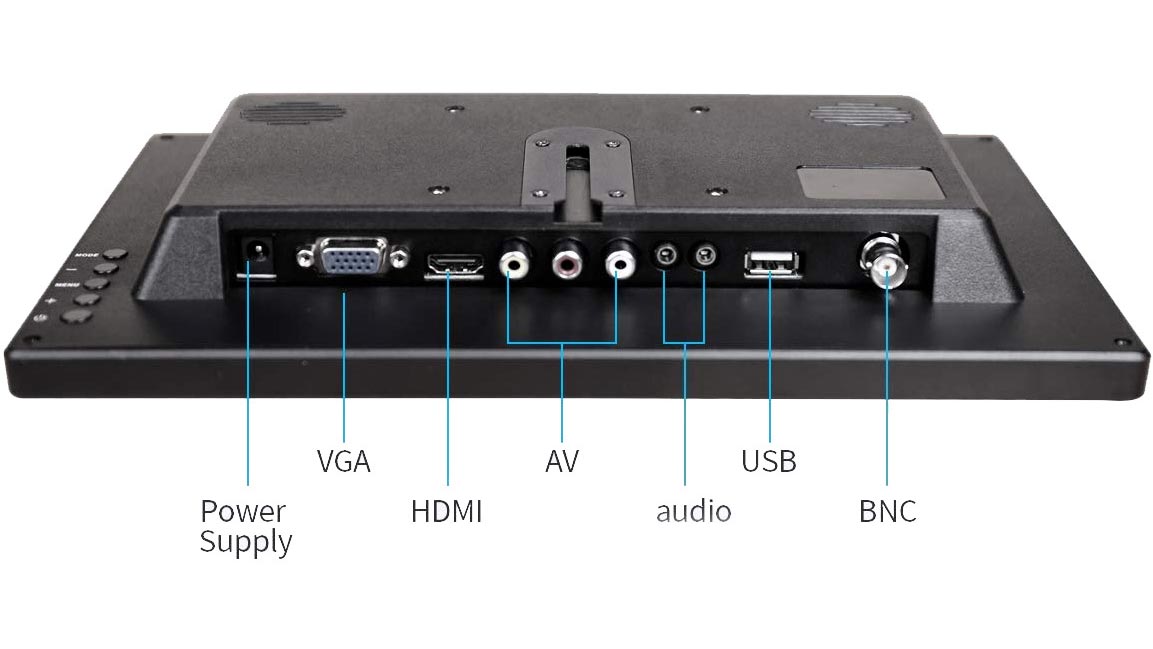 MODE
−
MENU
+
VGA
AV
USB
Power
Supply
HDMI
audio
BNC